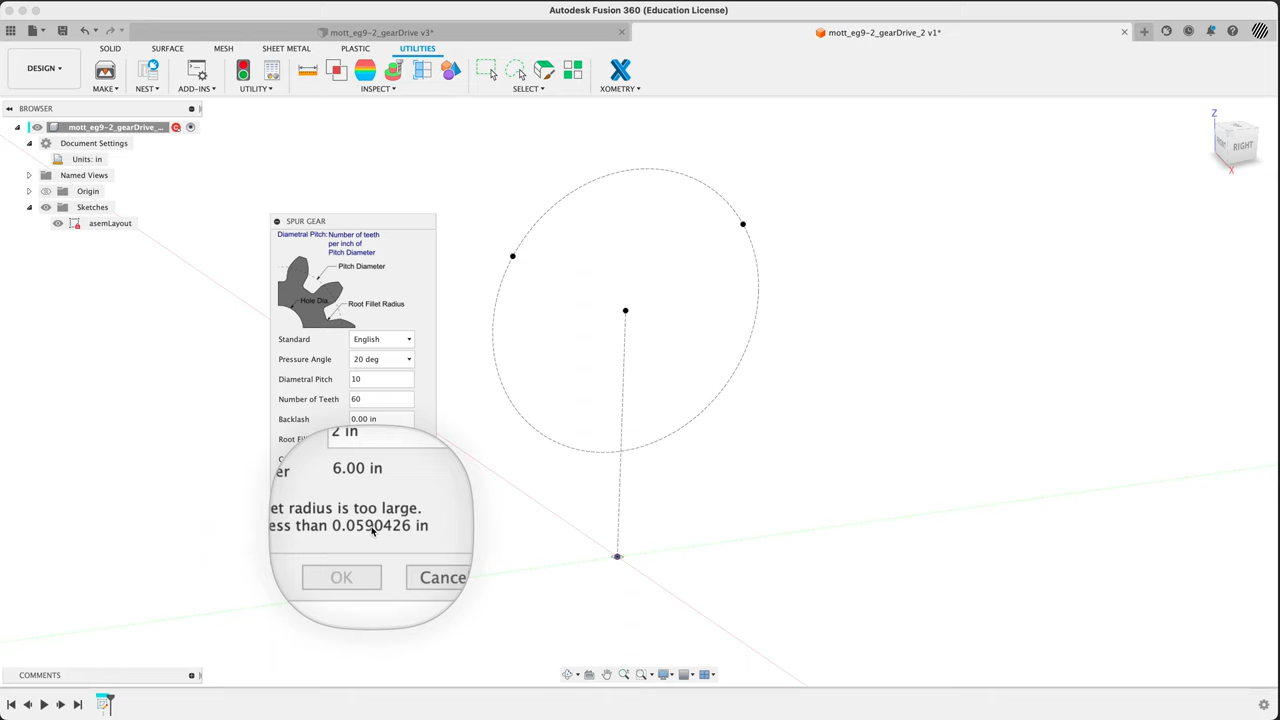 Autodesk Fusion 360 (Education License)
mott_eg9-2_gearDrive v3*
mott_eg9-2_gearDrive_2 v1*
SOLID
SURFACE
MESH
SHEET METAL
PLASTIC
UTILITIES
DESIGN
MAKE
NEST
ADD-INS
UTILITY
INSPECT
SELECT
XOMETRY
BROWSER
mott_eg9-2_gearDrive_...
Document Settings
Units: in
Named Views
Origin
Sketches
asemLayout
Z
RIGHT
X
SPUR GEAR
Diametral Pitch: Number of teeth
per inch of
Pitch Diameter
Pitch Diameter
Hole Dia.
Root Fillet Radius
Standard
English
Pressure Angle
20 deg
Diametral Pitch
10
Number of Teeth
60
Backlash
0.00 in
Root
2 in
er
6.00 in
et radius is too large.
ess than 0.0590426 in
OK
Cance
COMMENTS